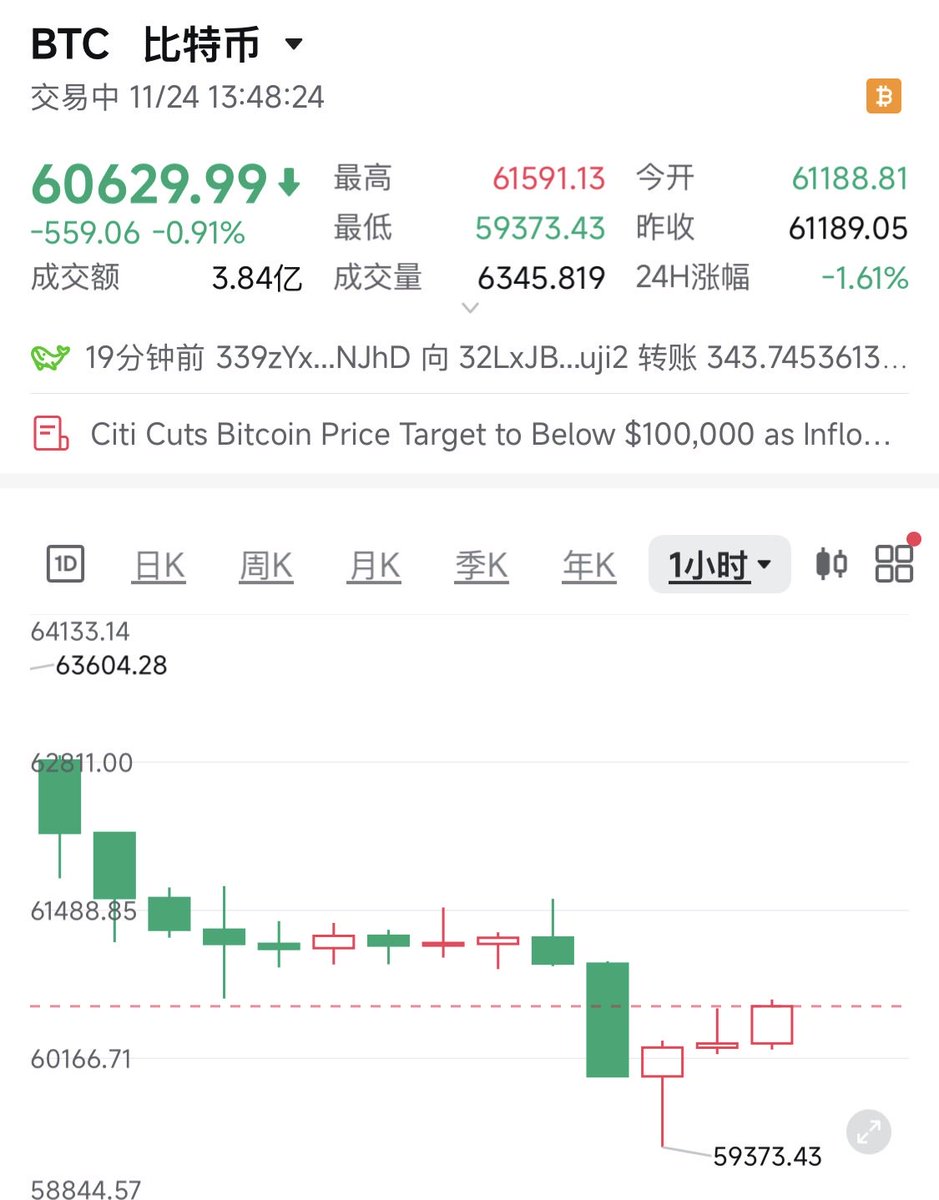 BTC 比特币
交易中 11/24 13:48:24
60629.99 最高 61591.13 今开 61188.81
-559.06 -0.91% 最低 59373.43 昨收 61189.05
成交额 3.84亿 成交量 6345.819 24H涨幅 -1.61%
19分钟前 339zYx...NJhD 向 32LxJB...uji2 转账 343.7453613...
Citi Cuts Bitcoin Price Target to Below $100,000 as Inflo...
1D 日K 周K 月K 季K 年K 1小时
64133.14
63604.28
62811.00
61488.85
60166.71
59373.43
58844.57